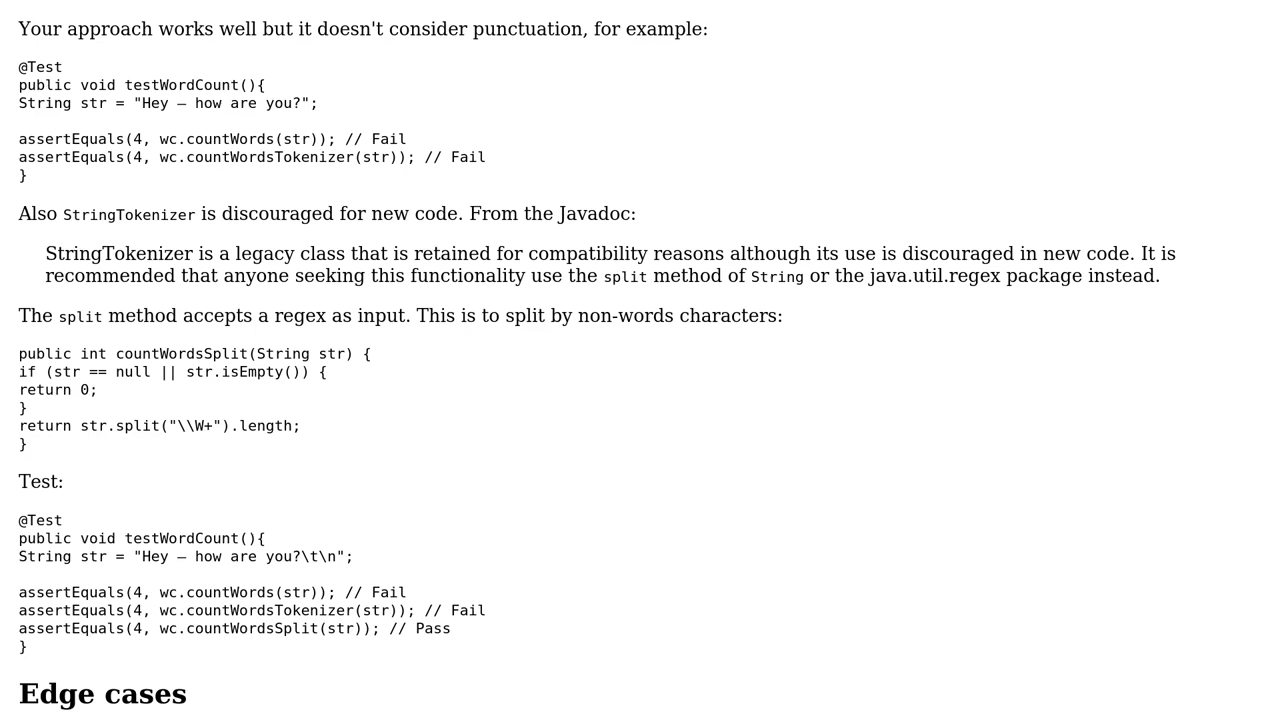 Your approach works well but it doesn't consider punctuation, for example:
@Test
public void testWordCount(){
String str = "Hey – how are you?";
assertEquals(4, wc.countWords(str)); // Fail
assertEquals(4, wc.countWordsTokenizer(str)); // Fail
}
Also StringTokenizer is discouraged for new code. From the Javadoc:
StringTokenizer is a legacy class that is retained for compatibility reasons although its use is discouraged in new code. It is
recommended that anyone seeking this functionality use the split method of String or the java.util.regex package instead.
The split method accepts a regex as input. This is to split by non-words characters:
public int countWordsSplit(String str) {
if (str == null || str.isEmpty()) {
return 0;
}
return str.split("\\W+").length;
}
Test:
@Test
public void testWordCount(){
String str = "Hey – how are you?\t\n";
assertEquals(4, wc.countWords(str)); // Fail
assertEquals(4, wc.countWordsTokenizer(str)); // Fail
assertEquals(4, wc.countWordsSplit(str)); // Pass
}
Edge cases